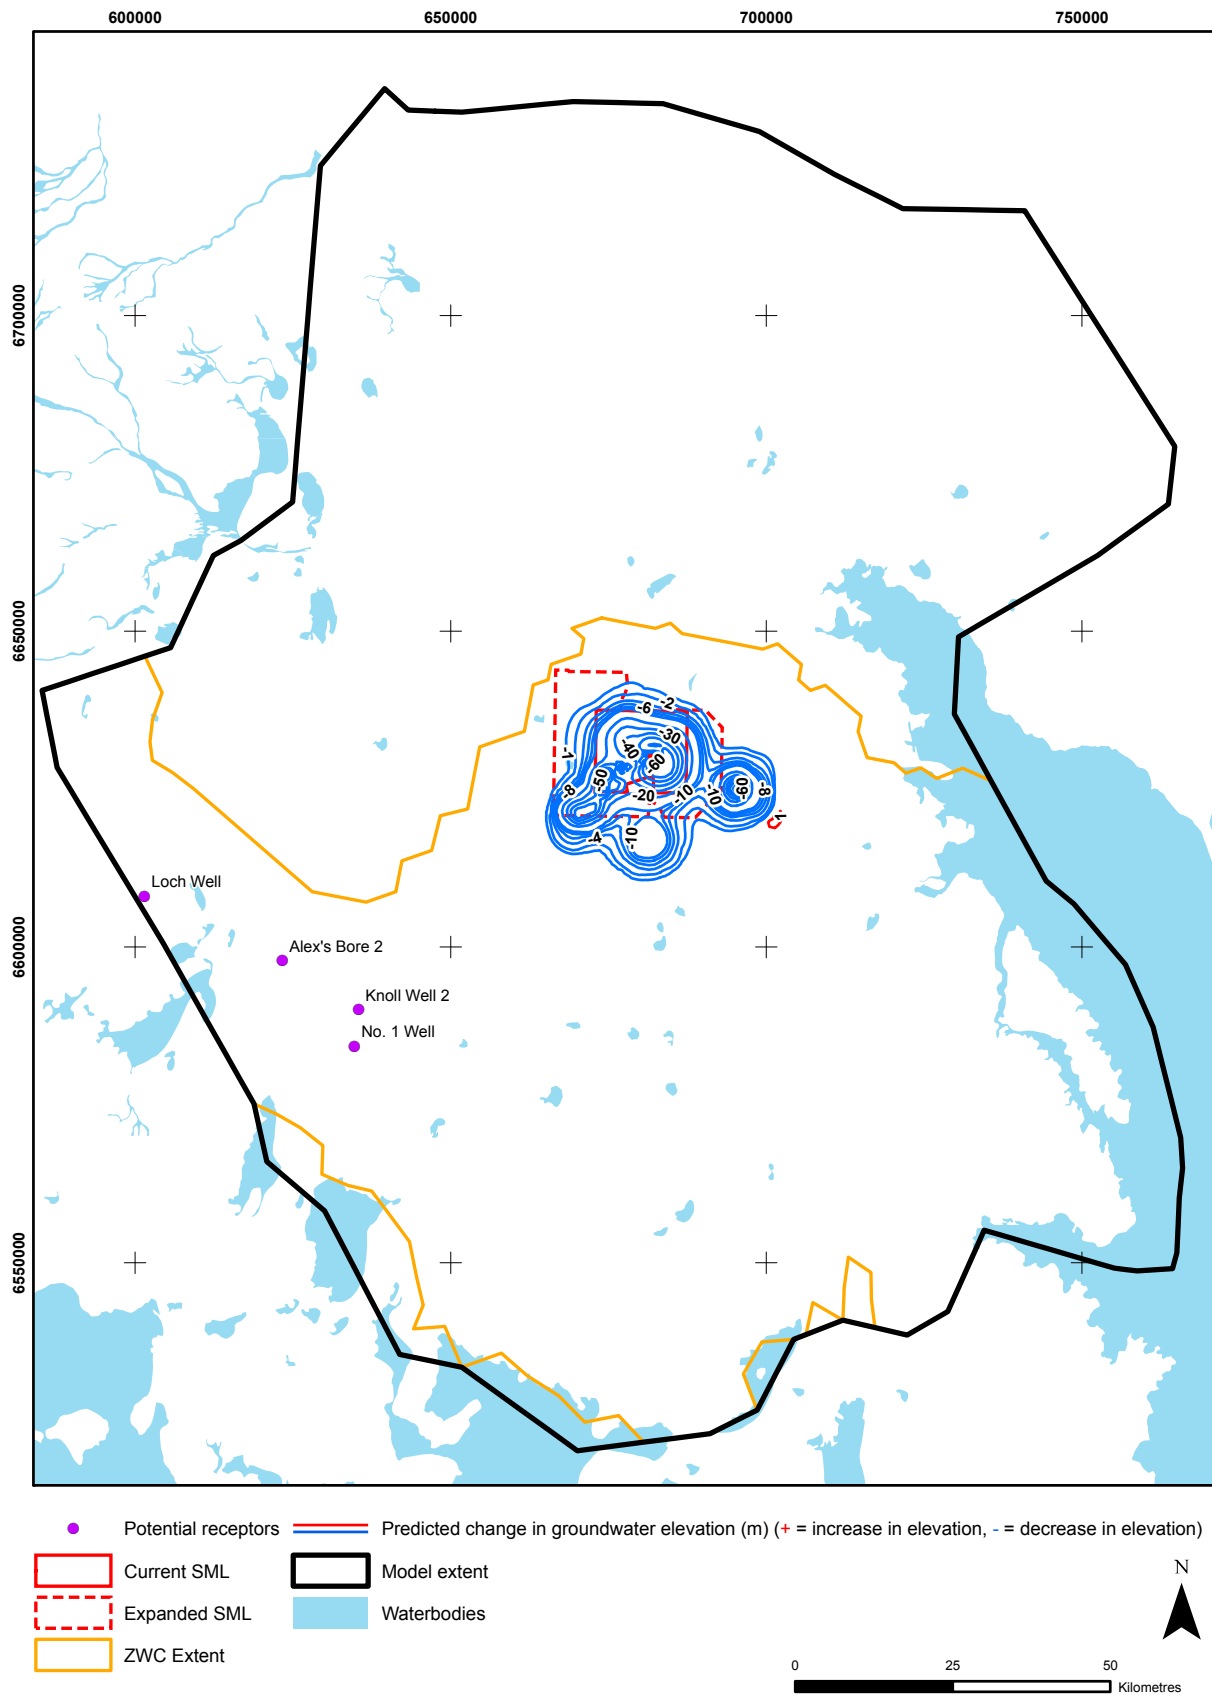 600000 650000 700000 750000
6700000
6650000
6600000
6550000
-2
-6
-30
-40
-60
-7
-50
-8
-20
-10
-10
-60
-8
-4
-10
1
Loch Well
Alex's Bore 2
Knoll Well 2
No. 1 Well
Potential receptors
Predicted change in groundwater elevation (m) (+ = increase in elevation, - = decrease in elevation)
Current SML
Model extent
Expanded SML
Waterbodies
ZWC Extent
N
0 25 50
Kilometres